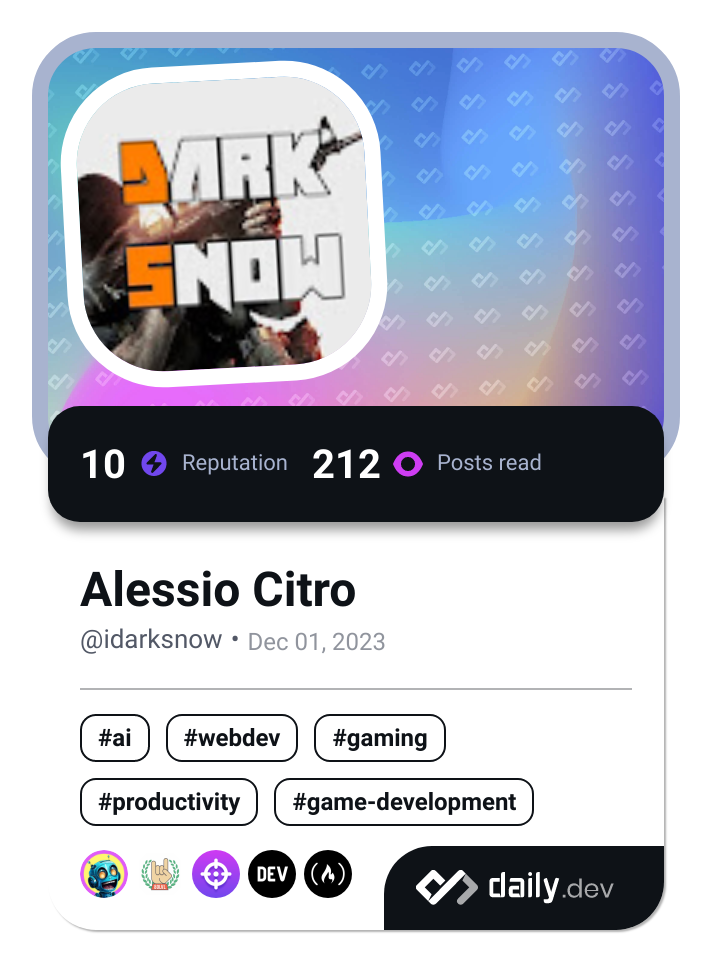 DARK
SNOW
10 Reputation 212 Posts read
Alessio Citro
@idarksnow • Dec 01, 2023
#ai #webdev #gaming
#productivity #game-development
DEV
daily.dev